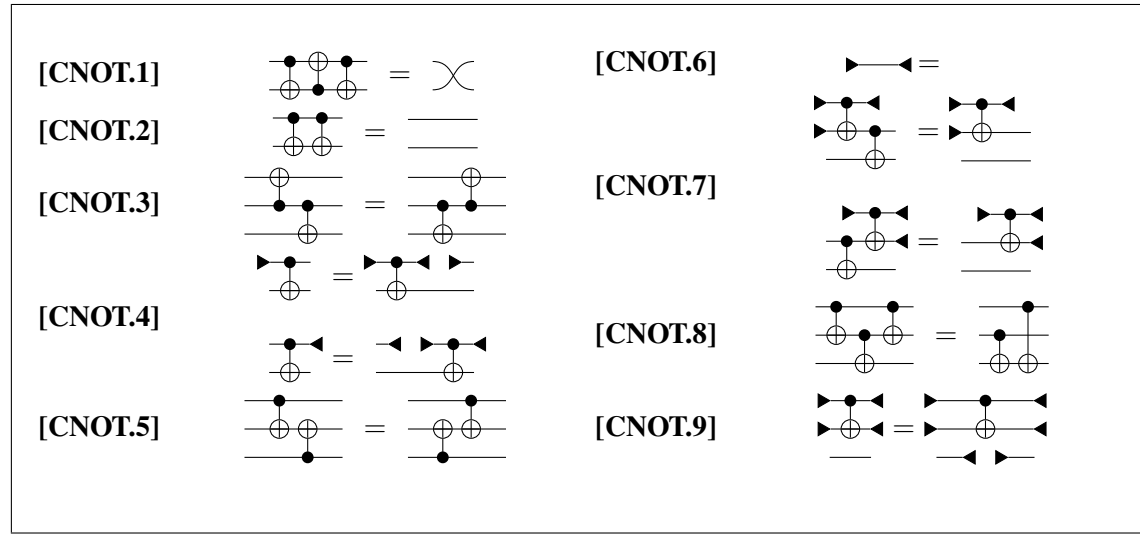 [CNOT.1] =
[CNOT.2] =
[CNOT.3] =
[CNOT.4] =
=
[CNOT.5] =
[CNOT.6] =
[CNOT.7] =
=
[CNOT.8] =
[CNOT.9] =